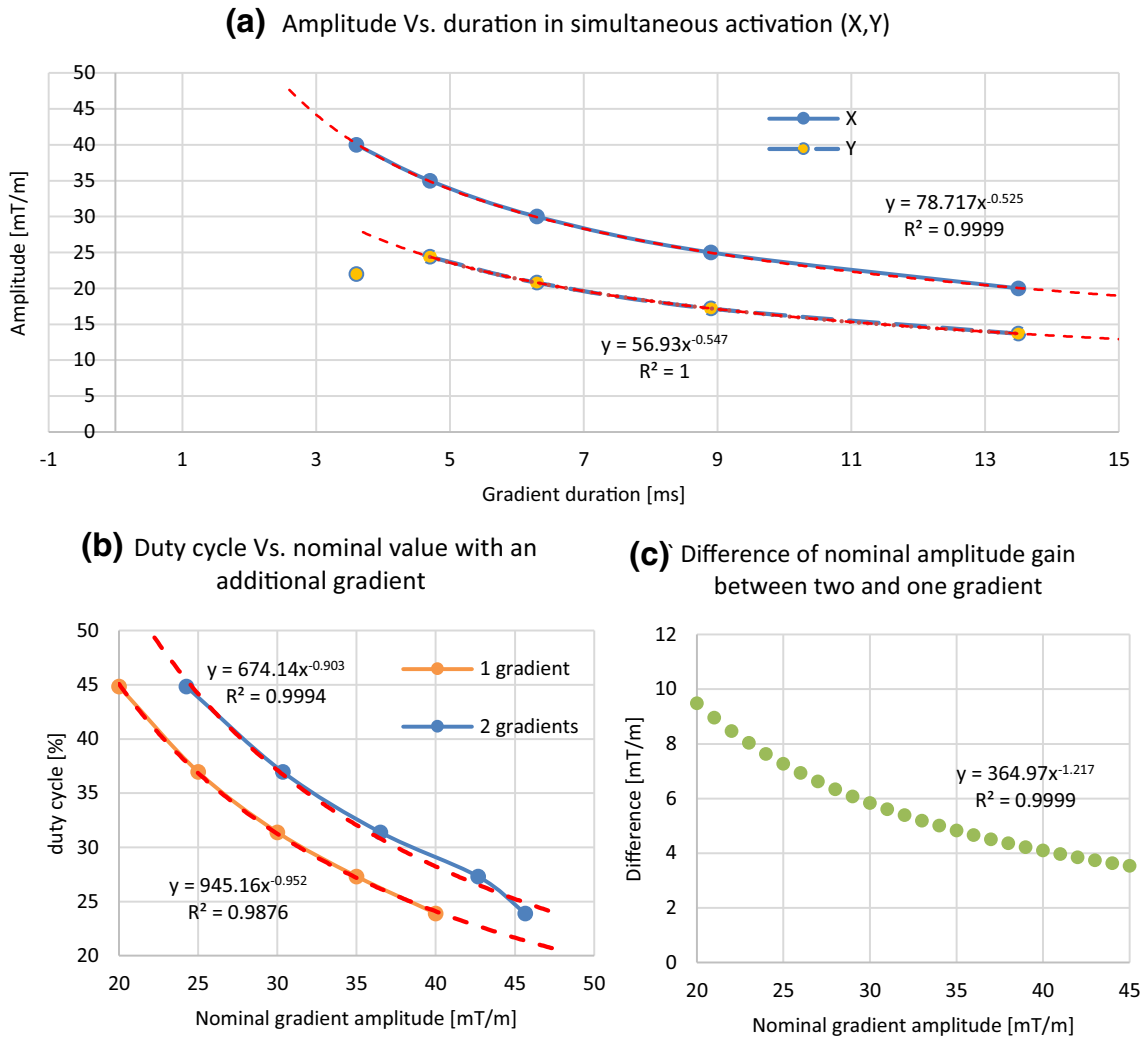 (a) Amplitude Vs. duration in simultaneous activation (X,Y)
50
45
40
35
30
25
20
15
10
5
0
Amplitude [mT/m]
X
Y
y = 78.717x^-0.525
R² = 0.9999
y = 56.93x^-0.547
R² = 1
-1 1 3 5 7 9 11 13 15
Gradient duration [ms]
(b) Duty cycle Vs. nominal value with an
additional gradient
50
45
40
35
30
25
20
duty cycle [%]
y = 674.14x^-0.903
R² = 0.9994
1 gradient
2 gradients
y = 945.16x^-0.952
R² = 0.9876
20 25 30 35 40 45 50
Nominal gradient amplitude [mT/m]
(c) ` Difference of nominal amplitude gain
between two and one gradient
12
10
8
6
4
2
0
Difference [mT/m]
y = 364.97x^-1.217
R² = 0.9999
20 25 30 35 40 45
Nominal gradient amplitude [mT/m]